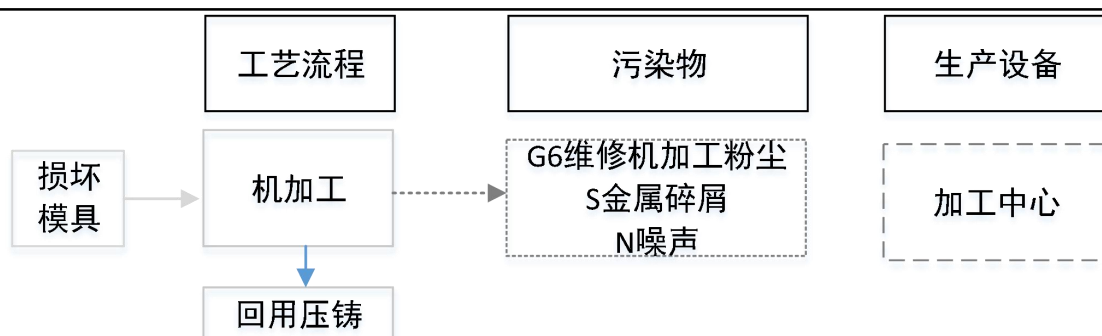 工艺流程
污染物
生产设备
损坏
模具
机加工
G6维修机加工粉尘
S金属碎屑
N噪声
加工中心
回用压铸